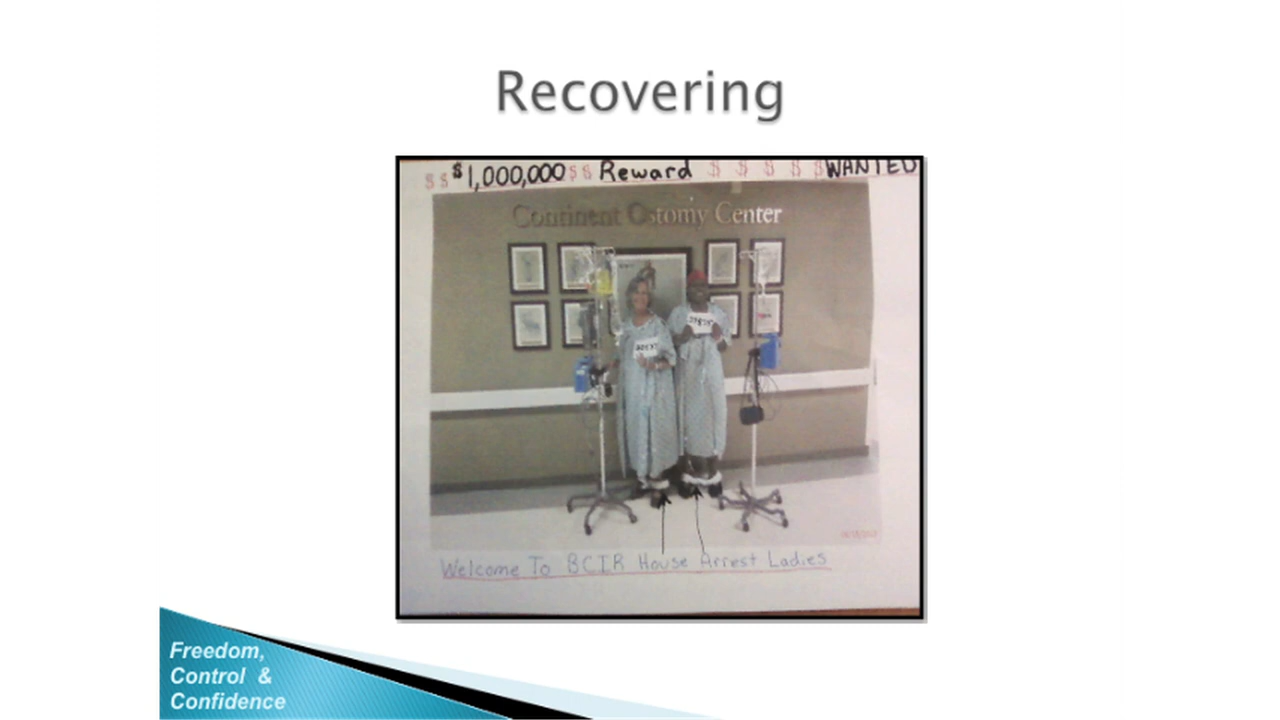 Recovering
$ $ $1,000,000 $ $ Reward $ $ $ $ $ WANTED
Continent Ostomy Center
Welcome To BCIR House Arrest Ladies
Freedom,
Control &
Confidence